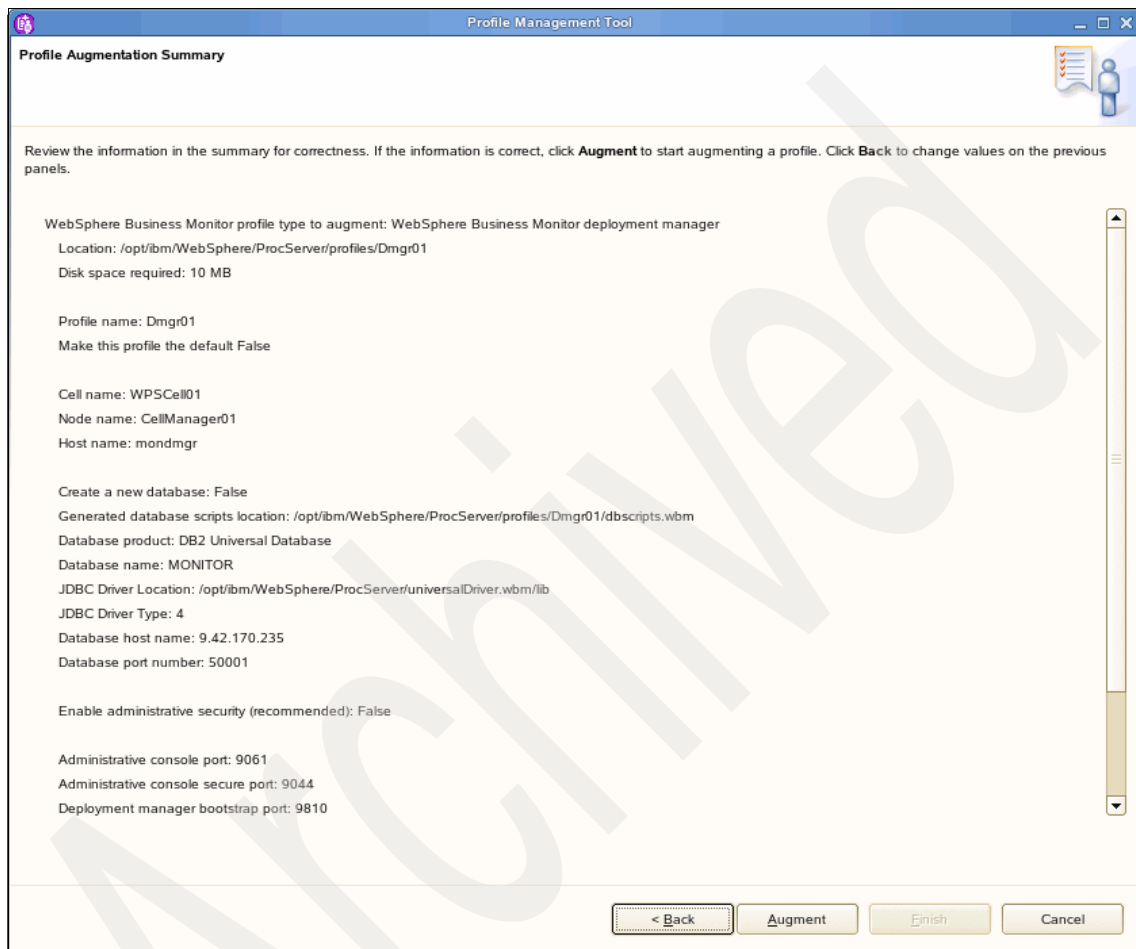 Profile Management Tool
Profile Augmentation Summary
Review the information in the summary for correctness. If the information is correct, click Augment to start augmenting a profile. Click Back to change values on the previous
panels.
WebSphere Business Monitor profile type to augment: WebSphere Business Monitor deployment manager
Location: /opt/ibm/WebSphere/ProcServer/profiles/Dmgr01
Disk space required: 10 MB
Profile name: Dmgr01
Make this profile the default False
Cell name: WPSCell01
Node name: CellManager01
Host name: mondmgr
Create a new database: False
Generated database scripts location: /opt/ibm/WebSphere/ProcServer/profiles/Dmgr01/dbscripts.wbm
Database product: DB2 Universal Database
Database name: MONITOR
JDBC Driver Location: /opt/ibm/WebSphere/ProcServer/universalDriver.wbm/lib
JDBC Driver Type: 4
Database host name: 9.42.170.235
Database port number: 50001
Enable administrative security (recommended): False
Administrative console port: 9061
Administrative console secure port: 9044
Deployment manager bootstrap port: 9810
< Back
Augment
Finish
Cancel
Archived